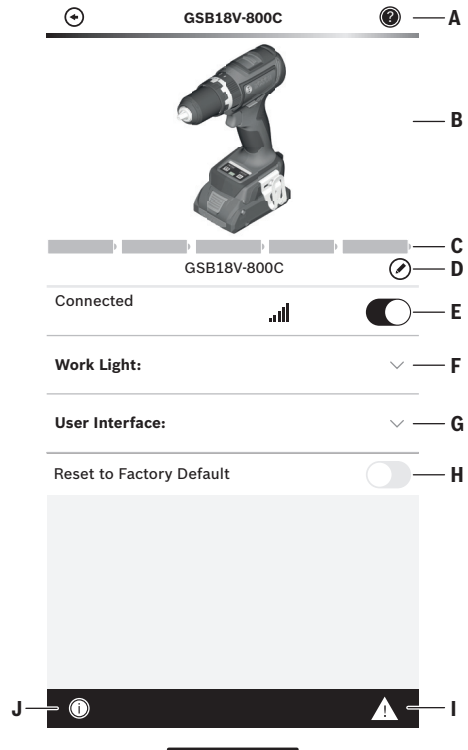 GSB18V-800C
?
A
B
C
GSB18V-800C
D
Connected
E
Work Light:
F
User Interface:
G
Reset to Factory Default
H
J
i
!
I